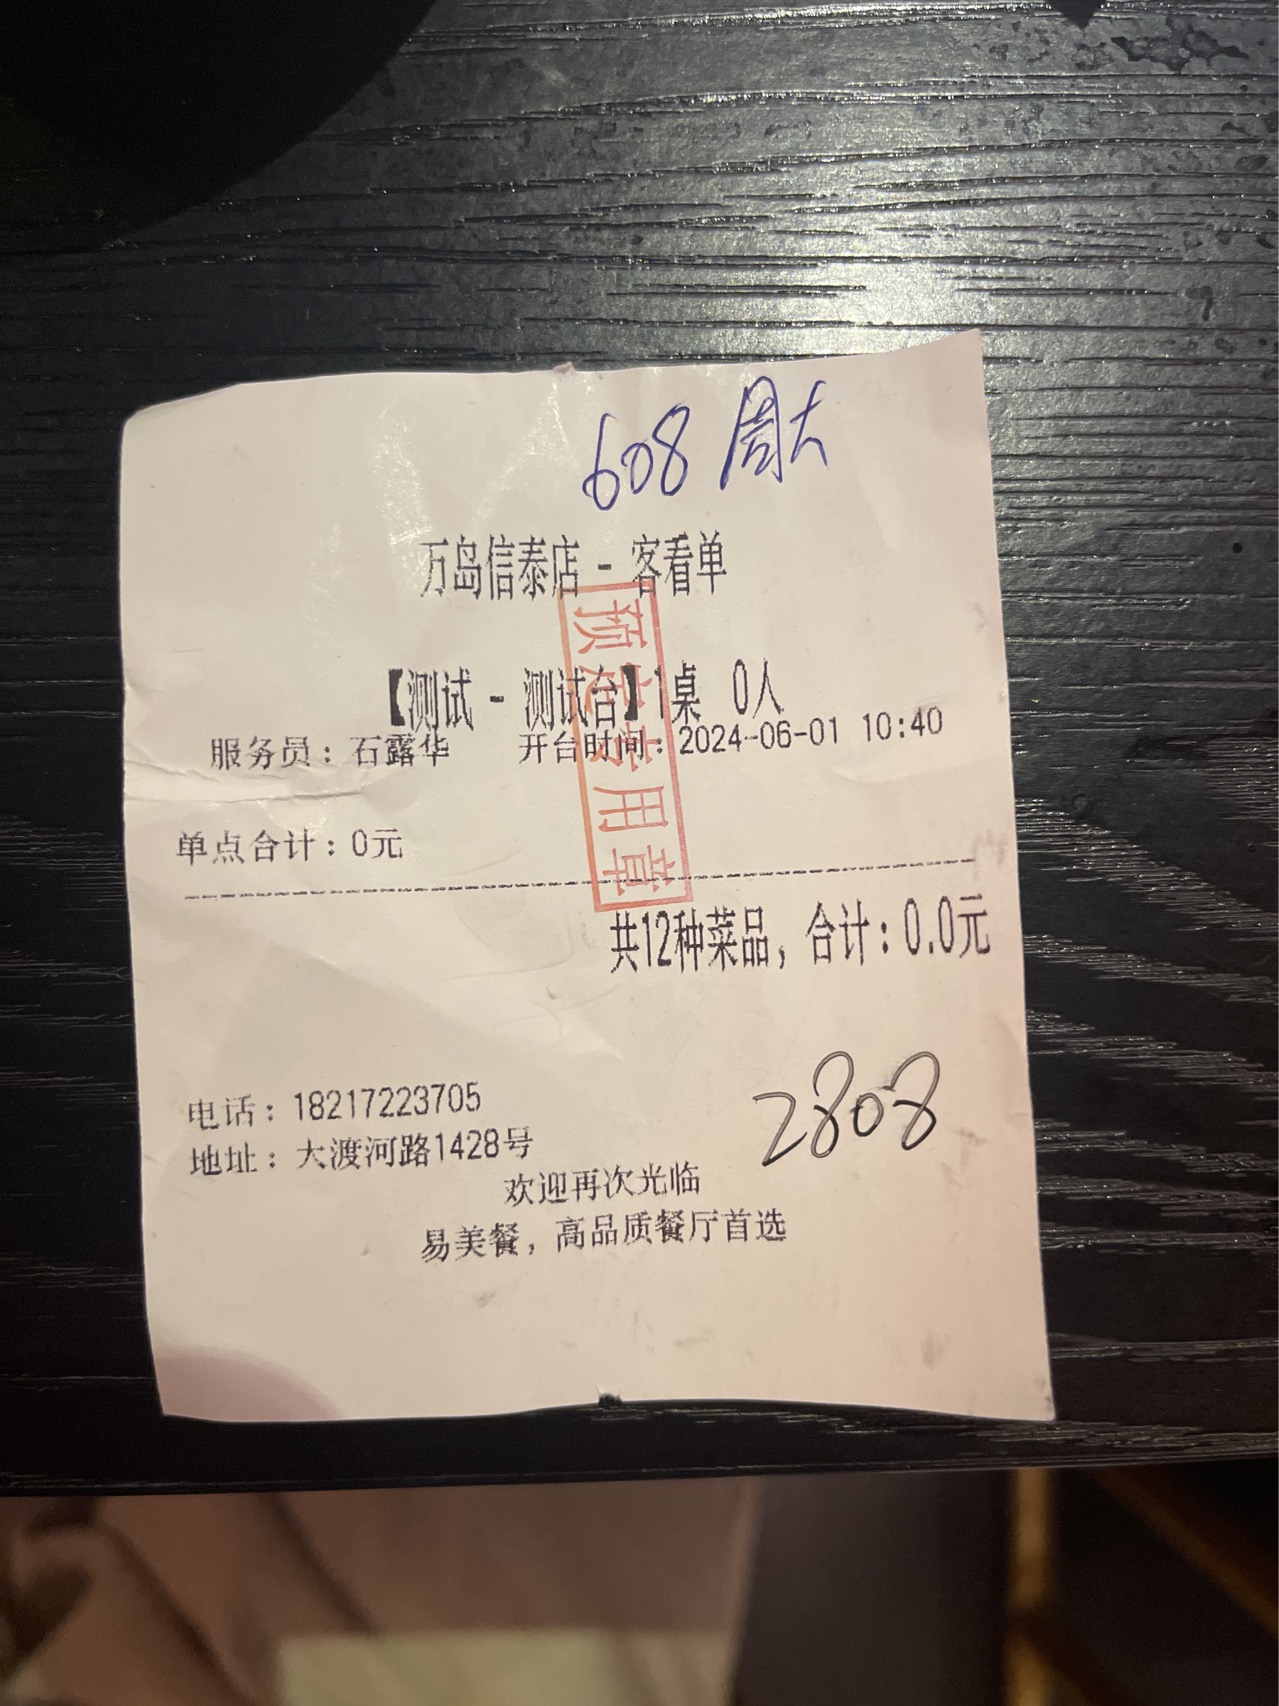 608 周大
万岛信泰店 - 客看单
预定专用章
【测试 - 测试台】1桌 0人
服务员：石露华 开台时间：2024-06-01 10:40
单点合计：0元
共12种菜品，合计：0.0元
2808
电话：18217223705
地址：大渡河路1428号
欢迎再次光临
易美餐，高品质餐厅首选